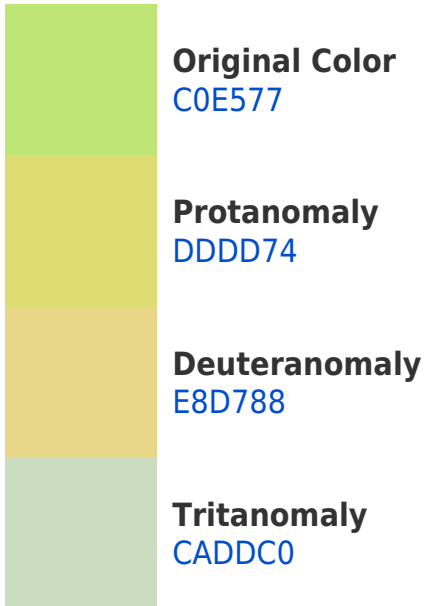 Original Color
C0E577
Protanomaly
DDDD74
Deuteranomaly
E8D788
Tritanomaly
CADDC0